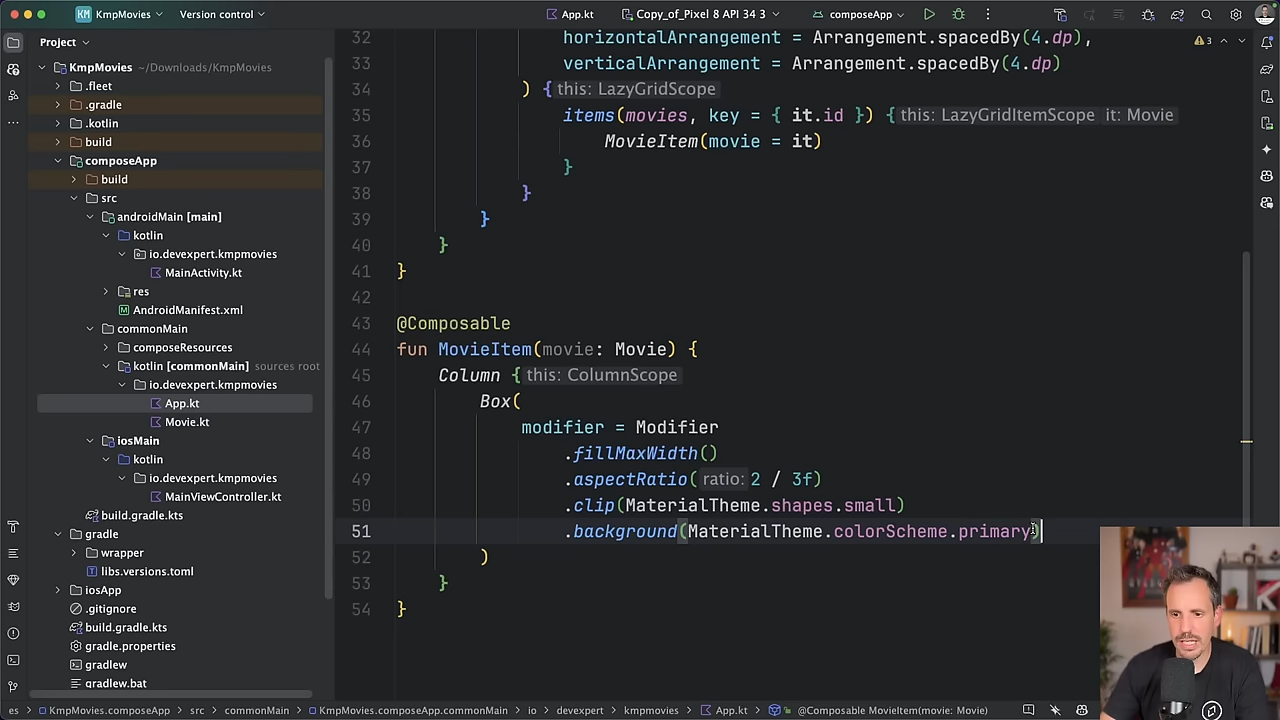 KM KmpMovies Version control App.kt Copy_of_Pixel 8 API 34 3 composeApp
Project
KmpMovies ~/Downloads/KmpMovies
.fleet
.gradle
.kotlin
build
composeApp
build
src
androidMain [main]
kotlin
io.devexpert.kmpmovies
MainActivity.kt
res
AndroidManifest.xml
commonMain
composeResources
kotlin [commonMain] sources root
io.devexpert.kmpmovies
App.kt
Movie.kt
iosMain
kotlin
io.devexpert.kmpmovies
MainViewController.kt
build.gradle.kts
gradle
wrapper
libs.versions.toml
iosApp
.gitignore
build.gradle.kts
gradle.properties
gradlew
gradlew.bat
3
32 horizontalArrangement = Arrangement.spacedBy(4.dp),
33 verticalArrangement = Arrangement.spacedBy(4.dp)
34 ) { this: LazyGridScope
35 items(movies, key = { it.id }) { this: LazyGridItemScope it: Movie
36 MovieItem(movie = it)
37 }
38 }
39 }
40 }
41 }
42
43 @Composable
44 fun MovieItem(movie: Movie) {
45 Column { this: ColumnScope
46 Box(
47 modifier = Modifier
48 .fillMaxWidth()
49 .aspectRatio( ratio: 2 / 3f)
50 .clip(MaterialTheme.shapes.small)
51 .background(MaterialTheme.colorScheme.primary)
52 )
53 }
54 }
es KmpMovies.composeApp src commonMain KmpMovies.composeApp.commonMain io devexpert kmpmovies App.kt @Composable MovieItem(movie: Movie)